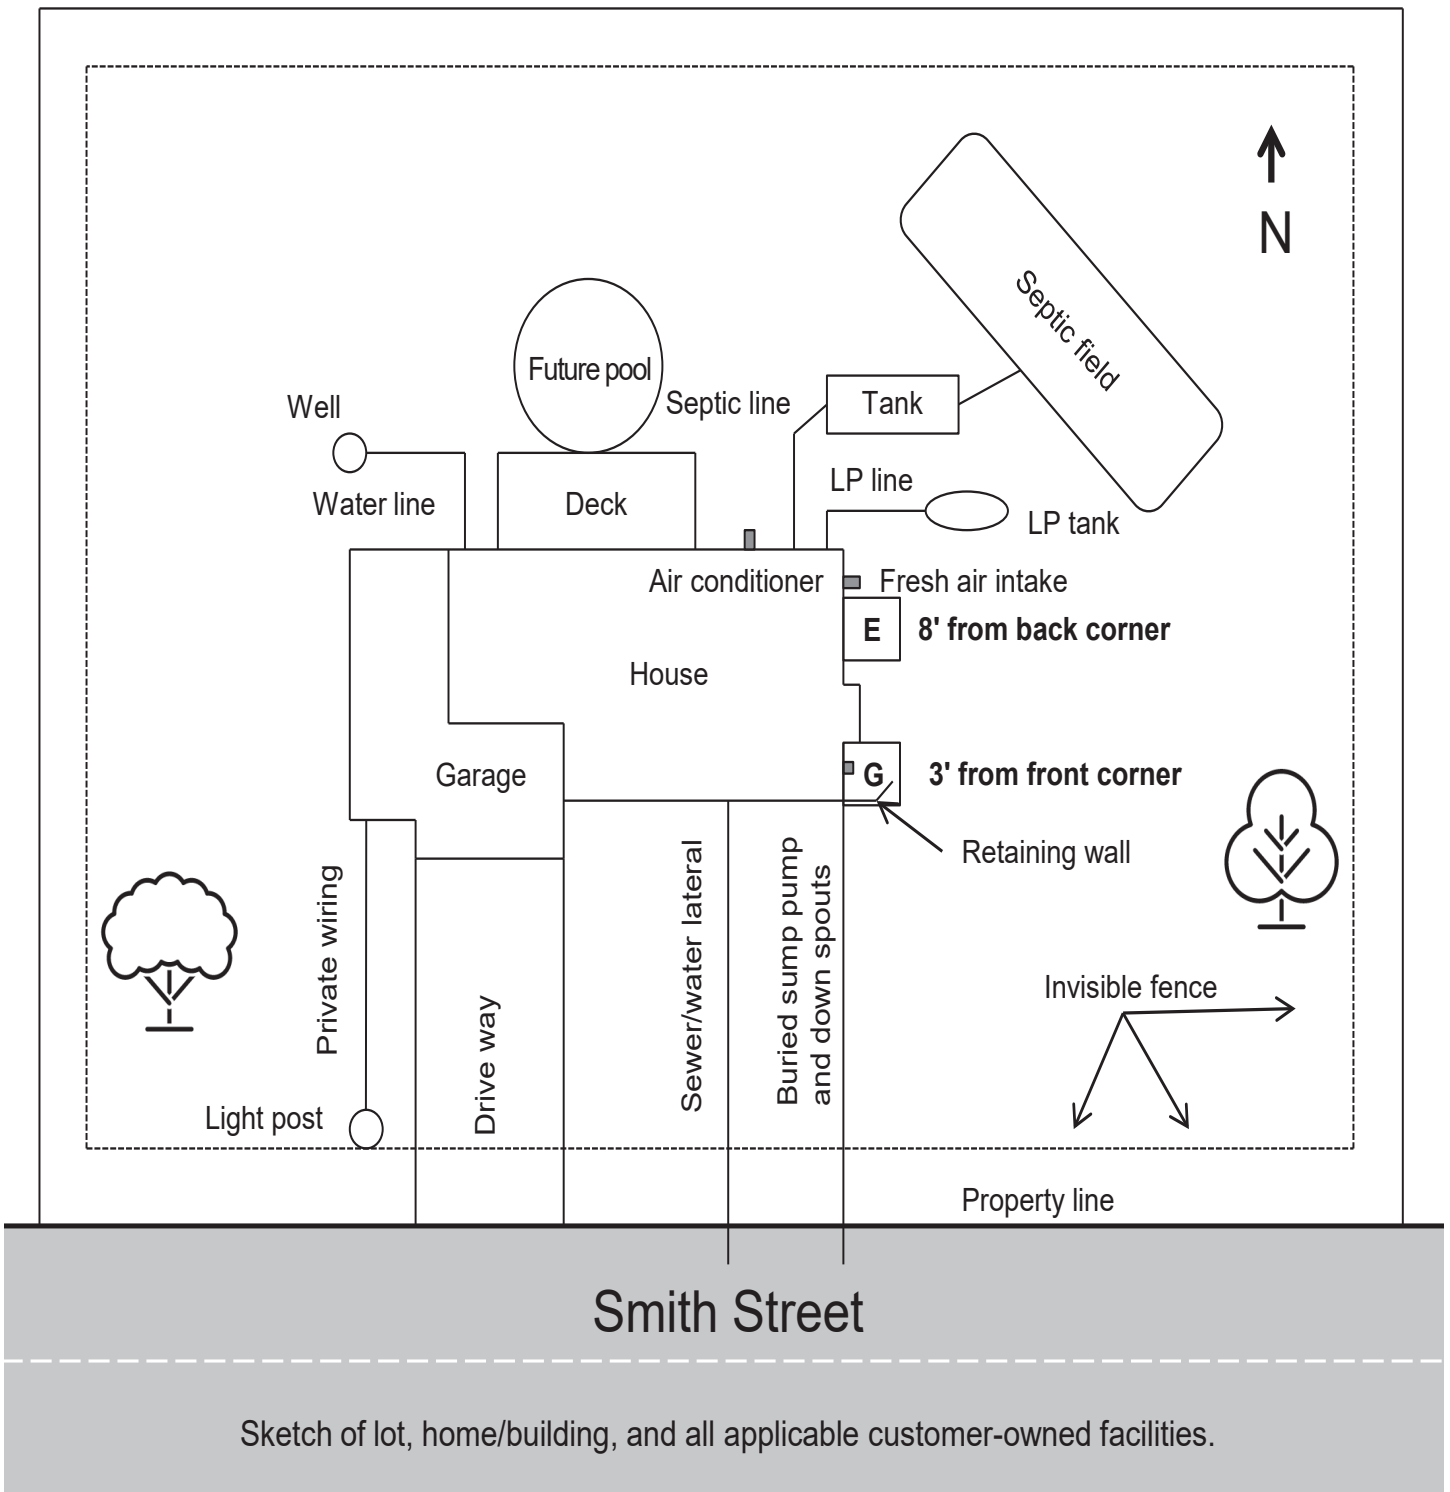 N
Septic field
Future pool
Septic line
Tank
Well
Water line
Deck
LP line
LP tank
Air conditioner
Fresh air intake
E
8' from back corner
House
Garage
G
3' from front corner
Retaining wall
Private wiring
Drive way
Sewer/water lateral
Buried sump pump
and down spouts
Invisible fence
Light post
Property line
Smith Street
Sketch of lot, home/building, and all applicable customer-owned facilities.